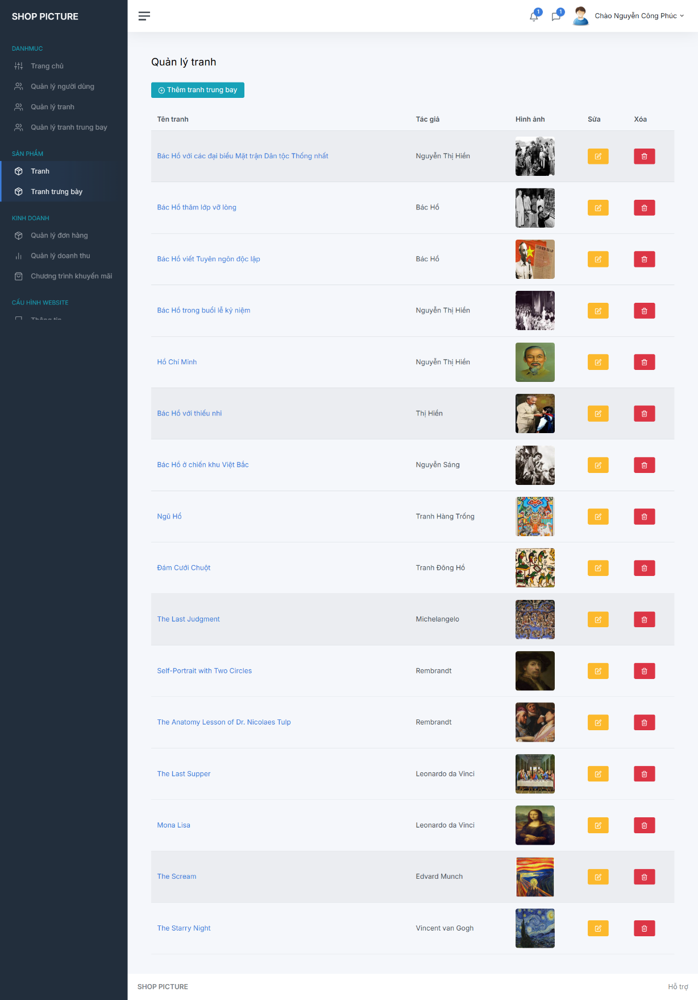 SHOP PICTURE
1
1
Chào Nguyễn Công Phúc
DANHMUC
Trang chủ
Quản lý người dùng
Quản lý tranh
Quản lý tranh trung bay
SẢN PHẨM
Tranh
Tranh trưng bày
KINH DOANH
Quản lý đơn hàng
Quản lý doanh thu
Chương trình khuyến mãi
CẤU HÌNH WEBSITE
Thông tin
Quản lý tranh
Thêm tranh trung bay
Tên tranh Tác giả Hình ảnh Sửa Xóa
Bác Hồ với các đại biểu Mặt trận Dân tộc Thống nhất Nguyễn Thị Hiền
Bác Hồ thăm lớp vỡ lòng Bác Hồ
Bác Hồ viết Tuyên ngôn độc lập Bác Hồ
Bác Hồ trong buổi lễ kỷ niệm Nguyễn Thị Hiền
Hồ Chí Minh Nguyễn Thị Hiền
Bác Hồ với thiếu nhi Thị Hiền
Bác Hồ ở chiến khu Việt Bắc Nguyễn Sáng
Ngũ Hổ Tranh Hàng Trống
Đám Cưới Chuột Tranh Đông Hồ
The Last Judgment Michelangelo
Self-Portrait with Two Circles Rembrandt
The Anatomy Lesson of Dr. Nicolaes Tulp Rembrandt
The Last Supper Leonardo da Vinci
Mona Lisa Leonardo da Vinci
The Scream Edvard Munch
The Starry Night Vincent van Gogh
SHOP PICTURE
Hỗ trợ